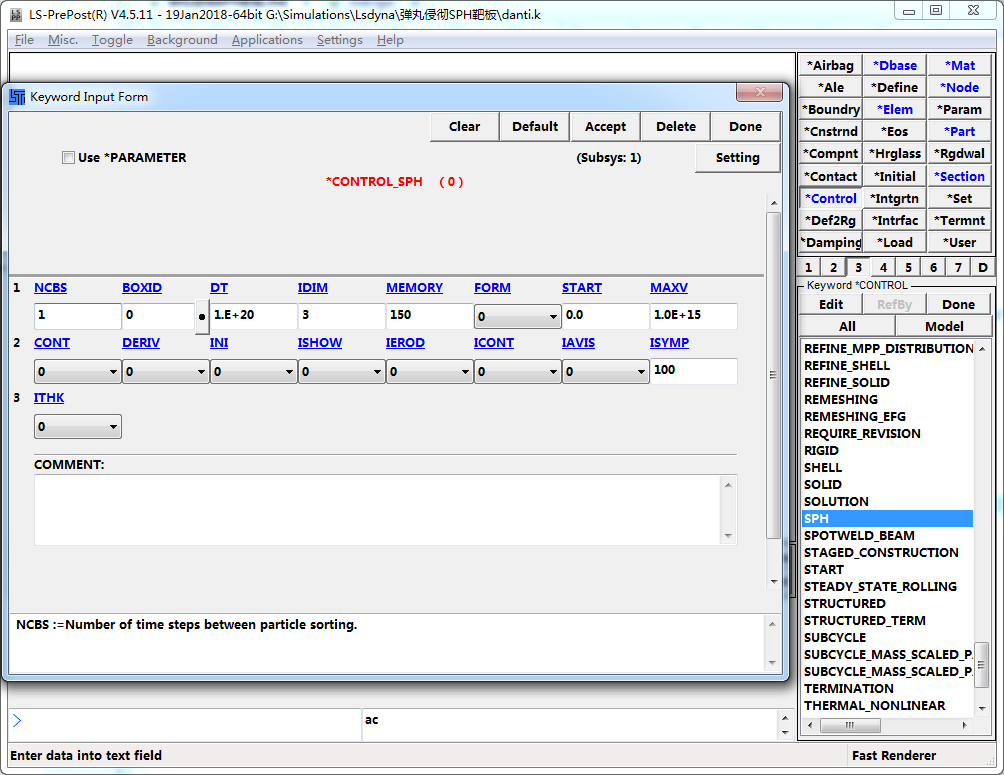 LS-PrePost(R) V4.5.11 - 19Jan2018-64bit G:\Simulations\Lsdyna\弹丸侵彻SPH靶板\danti.k
File Misc. Toggle Background Applications Settings Help
Keyword Input Form
Clear Default Accept Delete Done
Use *PARAMETER (Subsys: 1) Setting
*CONTROL_SPH ( 0 )
1 NCBS BOXID DT IDIM MEMORY FORM START MAXV
1 0 1.E+20 3 150 0 0.0 1.0E+15
2 CONT DERIV INI ISHOW IEROD ICONT IAVIS ISYMP
0 0 0 0 0 0 0 100
3 ITHK
0
COMMENT:
NCBS :=Number of time steps between particle sorting.
*Airbag *Dbase *Mat
*Ale *Define *Node
*Boundry *Elem *Param
*Cnstrnd *Eos *Part
*Compnt *Hrglass *Rgdwal
*Contact *Initial *Section
*Control *Intgrtn *Set
*Def2Rg *Intrfac *Termnt
*Damping *Load *User
1 2 3 4 5 6 7 D
Keyword *CONTROL
Edit RefBy Done
All Model
REFINE_MPP_DISTRIBUTION
REFINE_SHELL
REFINE_SOLID
REMESHING
REMESHING_EFG
REQUIRE_REVISION
RIGID
SHELL
SOLID
SOLUTION
SPH
SPOTWELD_BEAM
STAGED_CONSTRUCTION
START
STEADY_STATE_ROLLING
STRUCTURED
STRUCTURED_TERM
SUBCYCLE
SUBCYCLE_MASS_SCALED_P
SUBCYCLE_MASS_SCALED_P
TERMINATION
THERMAL_NONLINEAR
> ac
Enter data into text field Fast Renderer